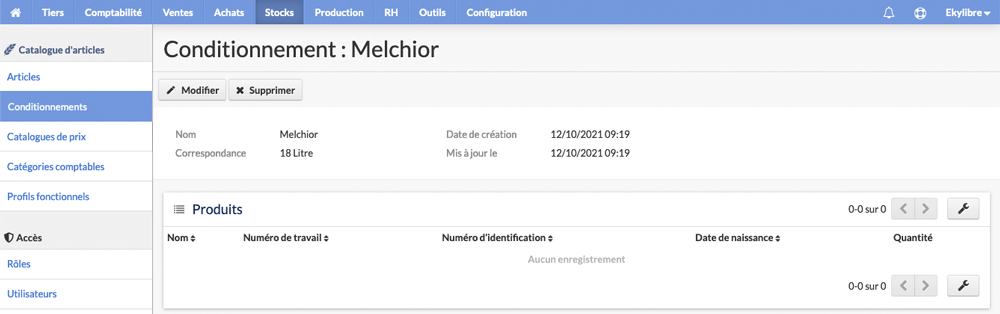 Tiers Comptabilité Ventes Achats Stocks Production RH Outils Configuration Ekylibre
Catalogue d'articles
Articles
Conditionnements
Catalogues de prix
Catégories comptables
Profils fonctionnels
Accès
Rôles
Utilisateurs
Conditionnement : Melchior
Modifier Supprimer
Nom Melchior Date de création 12/10/2021 09:19
Correspondance 18 Litre Mis à jour le 12/10/2021 09:19
Produits 0-0 sur 0
Nom Numéro de travail Numéro d'identification Date de naissance Quantité
Aucun enregistrement
0-0 sur 0